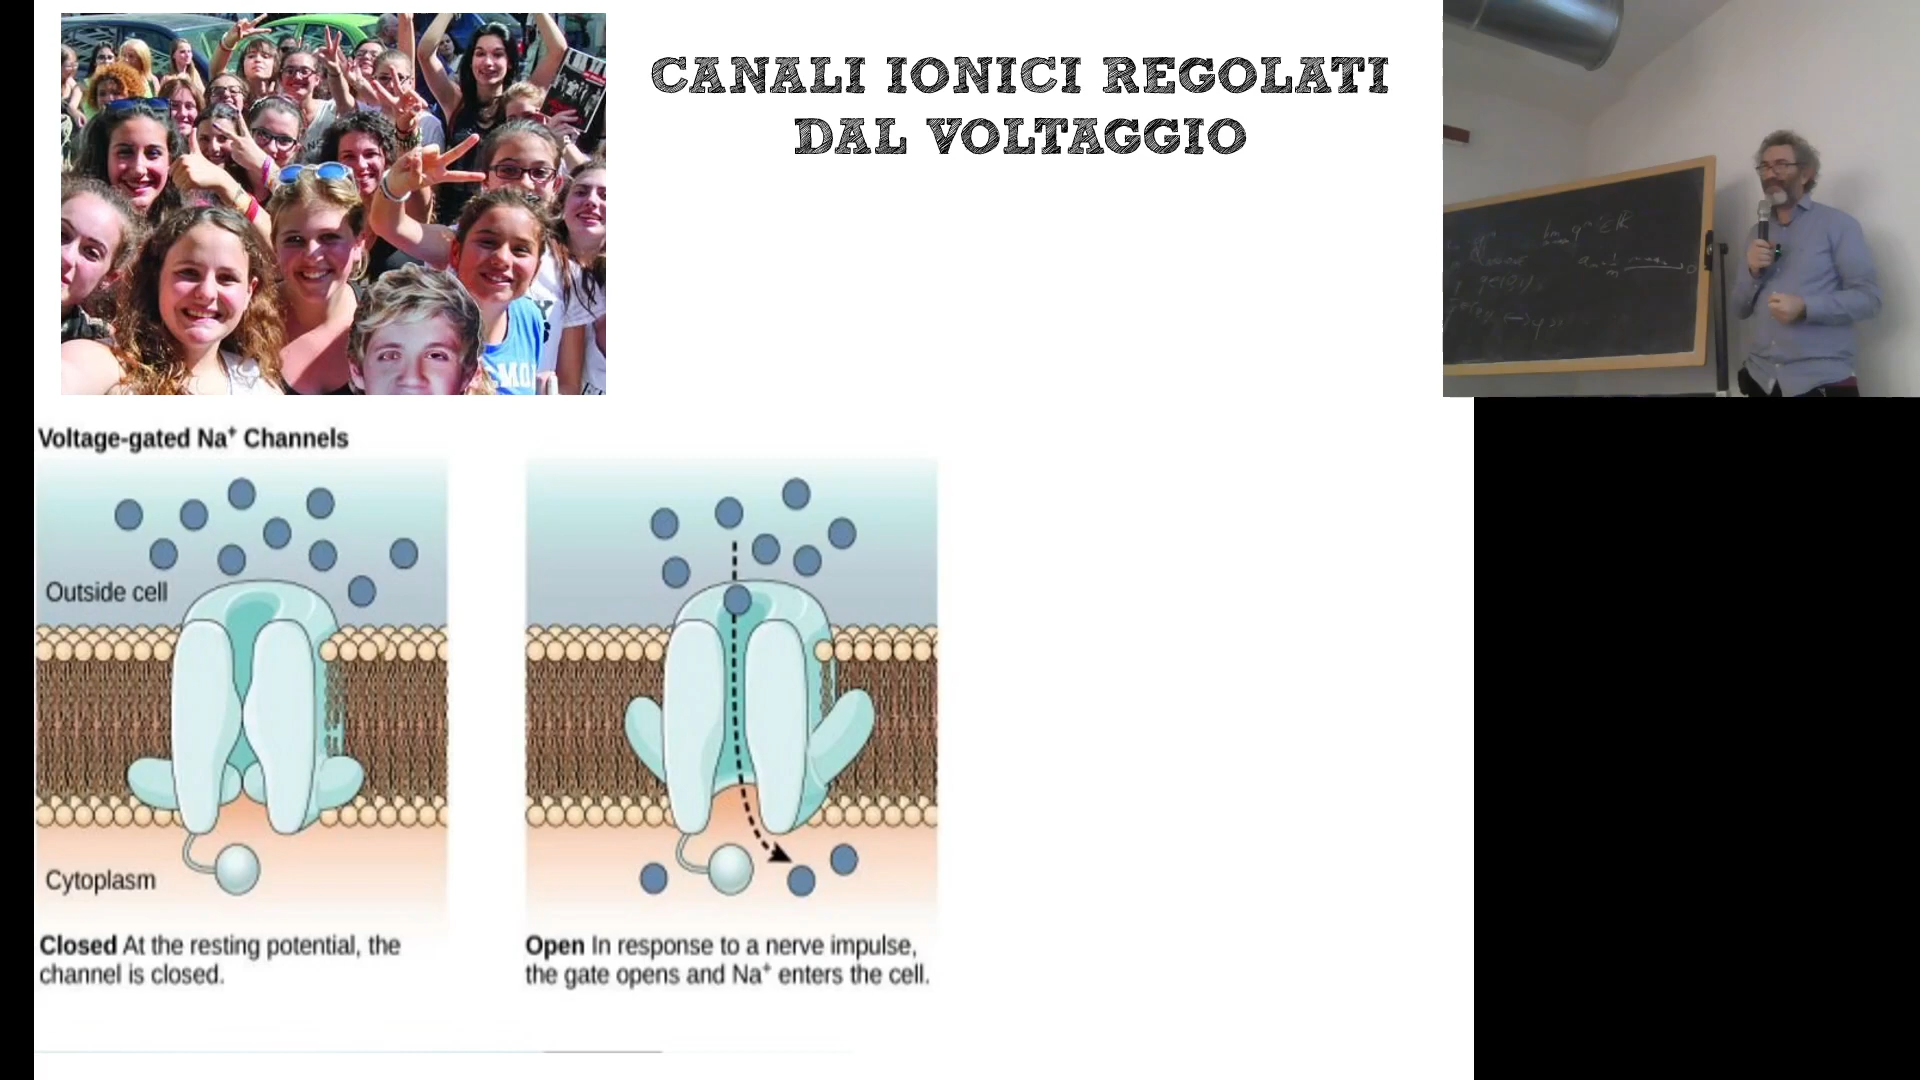 CANALI IONICI REGOLATI
DAL VOLTAGGIO
Voltage-gated Na⁺ Channels
Outside cell
Cytoplasm
Closed At the resting potential, the
channel is closed.
Open In response to a nerve impulse,
the gate opens and Na⁺ enters the cell.